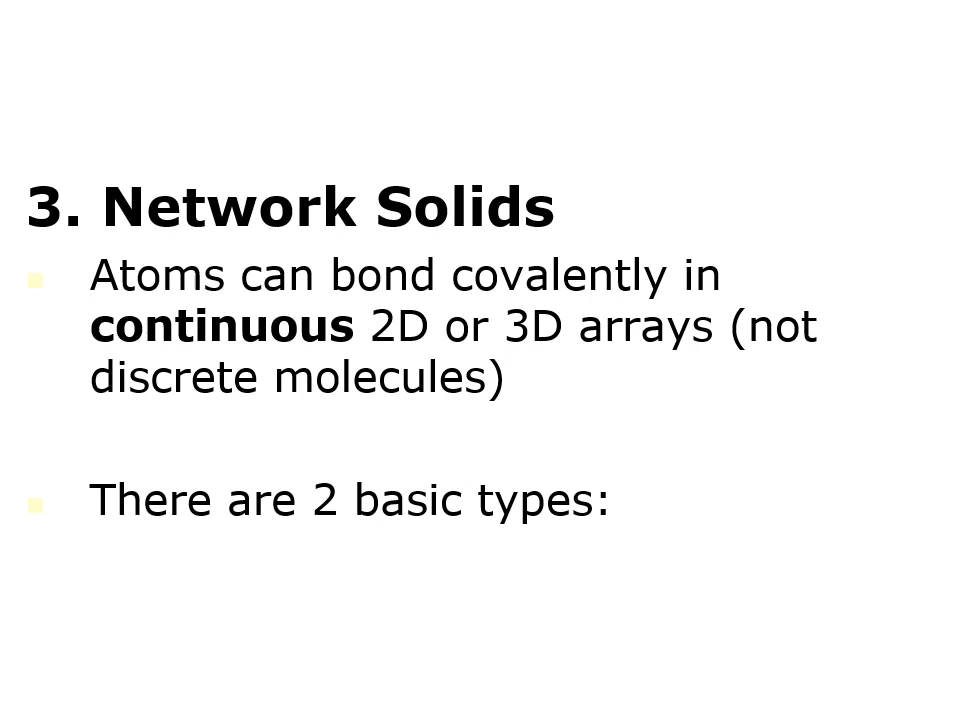 3. Network Solids
Atoms can bond covalently in
continuous 2D or 3D arrays (not
discrete molecules)
There are 2 basic types: